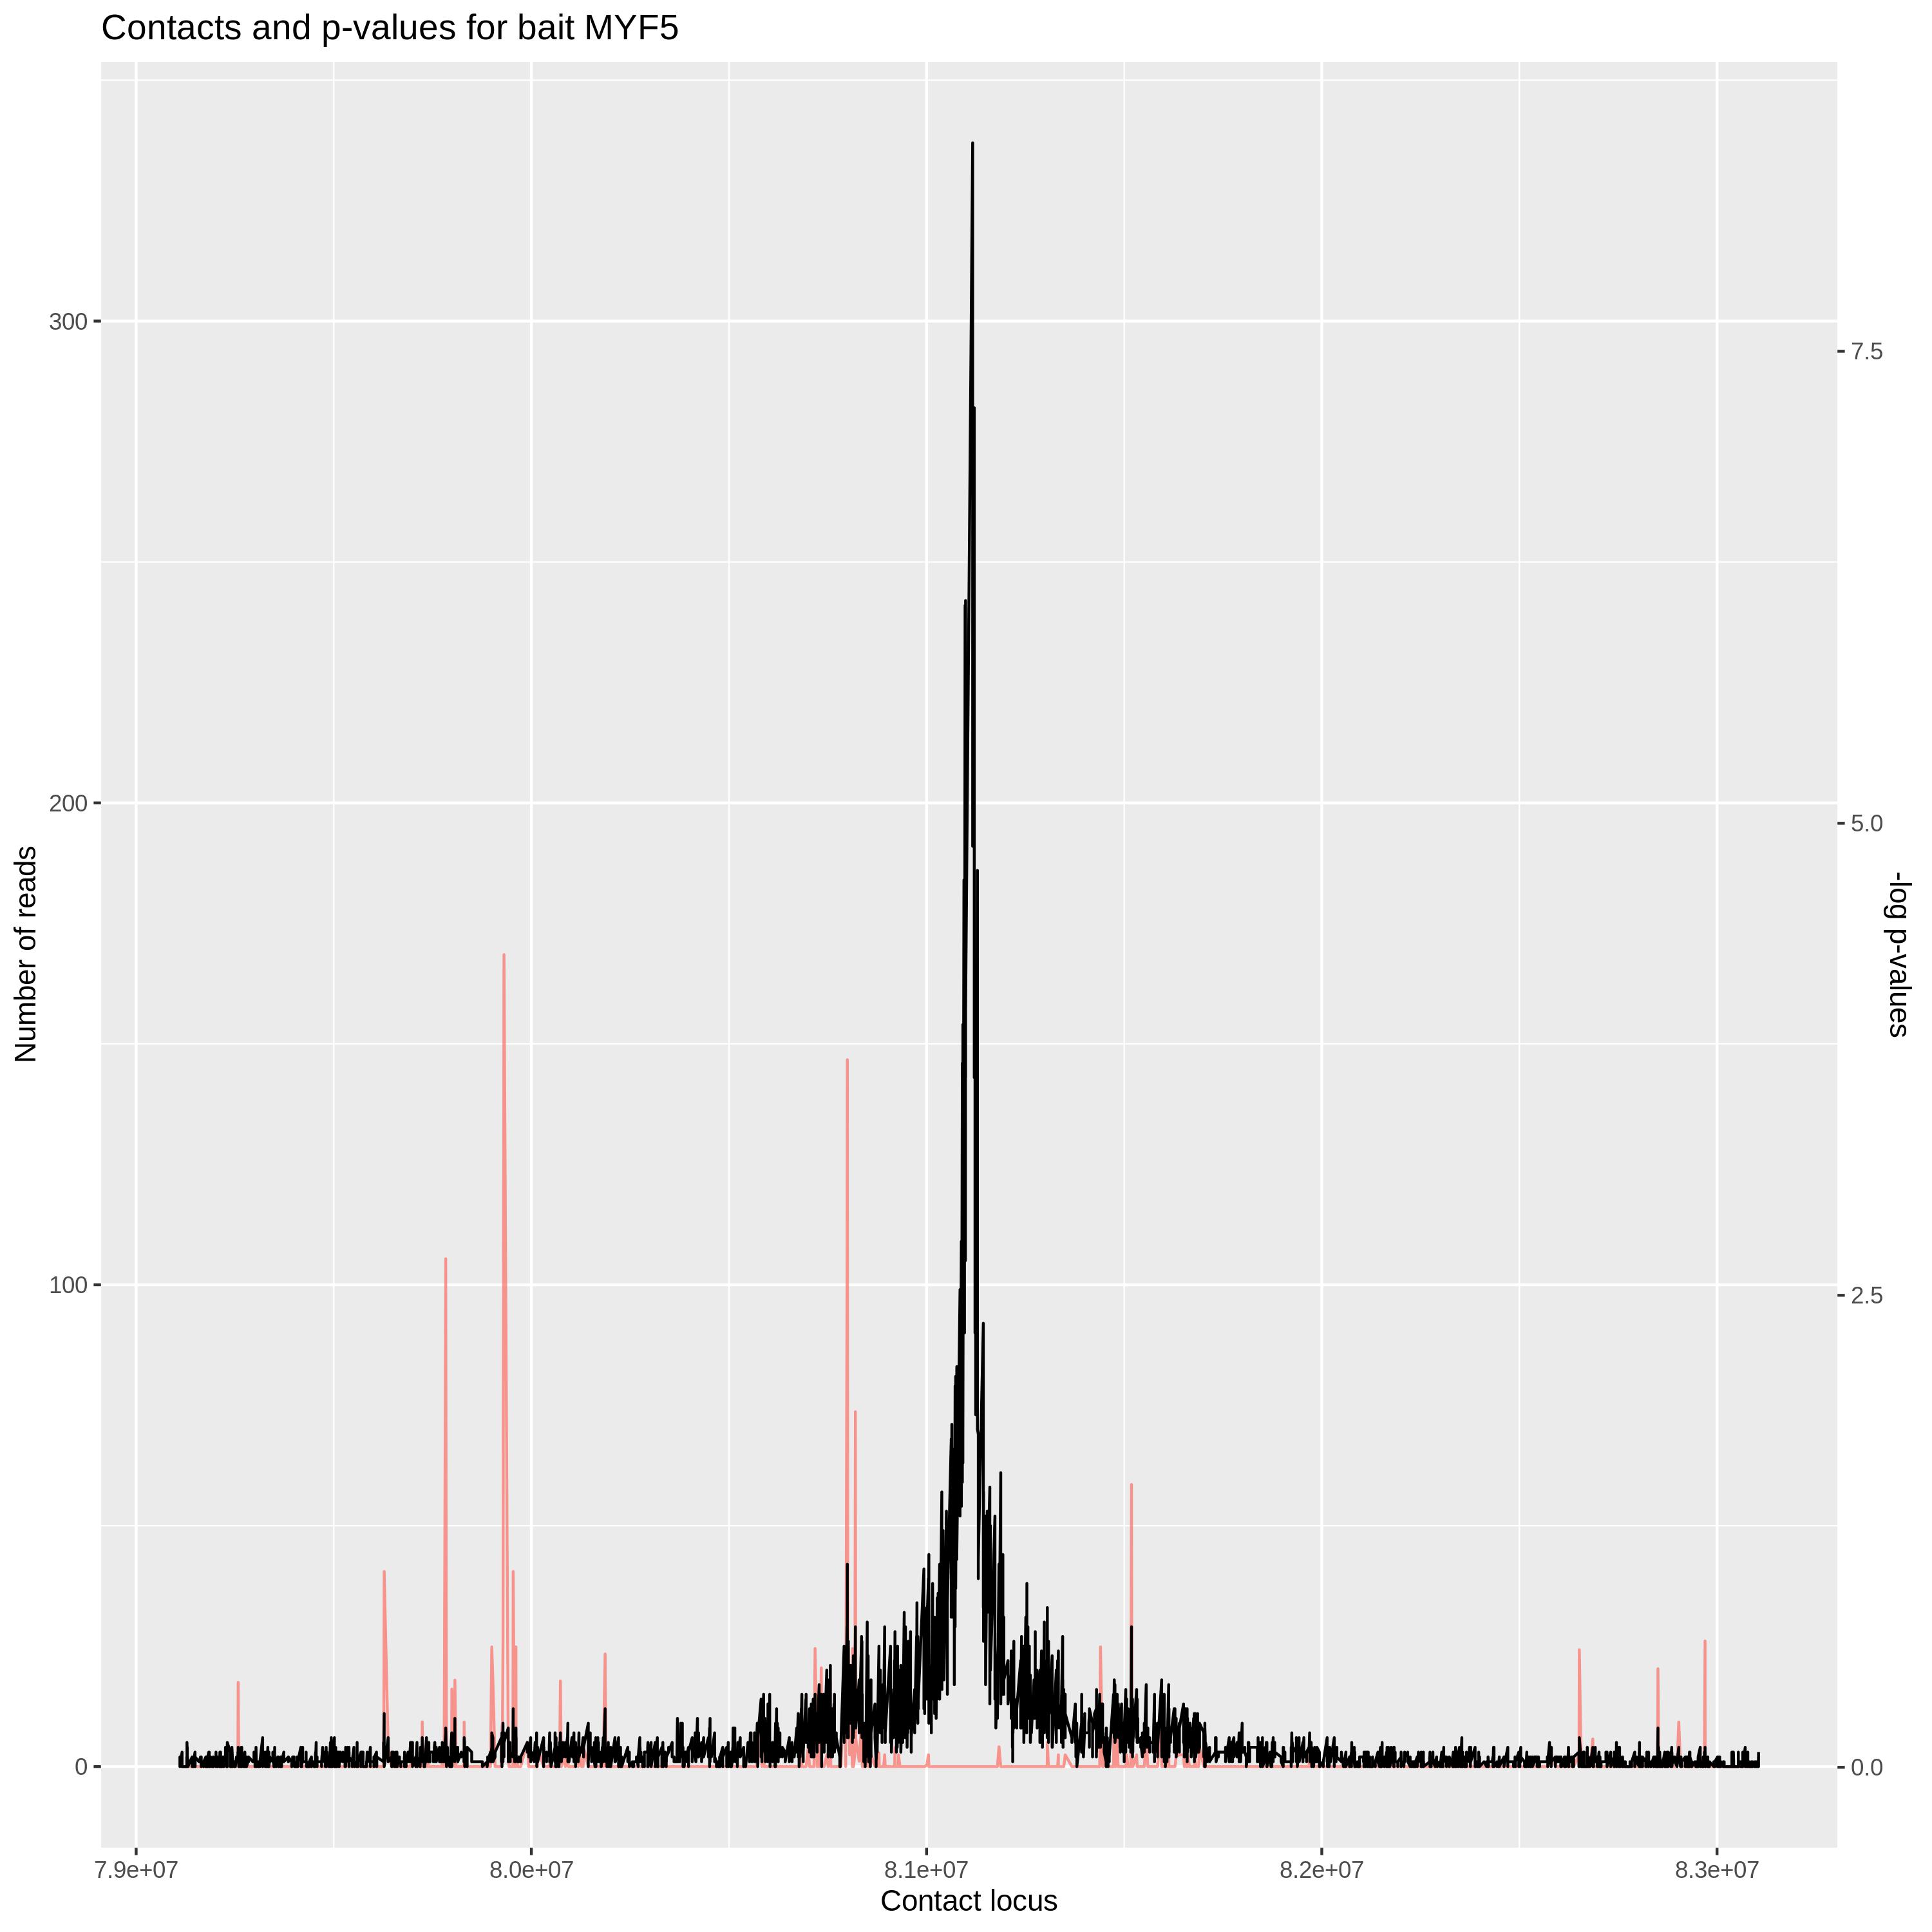 Contacts and p-values for bait MYF5
Number of reads
300
200
100
0
7.5
5.0
2.5
0.0
-log p-values
7.9e+07
8.0e+07
8.1e+07
8.2e+07
8.3e+07
Contact locus